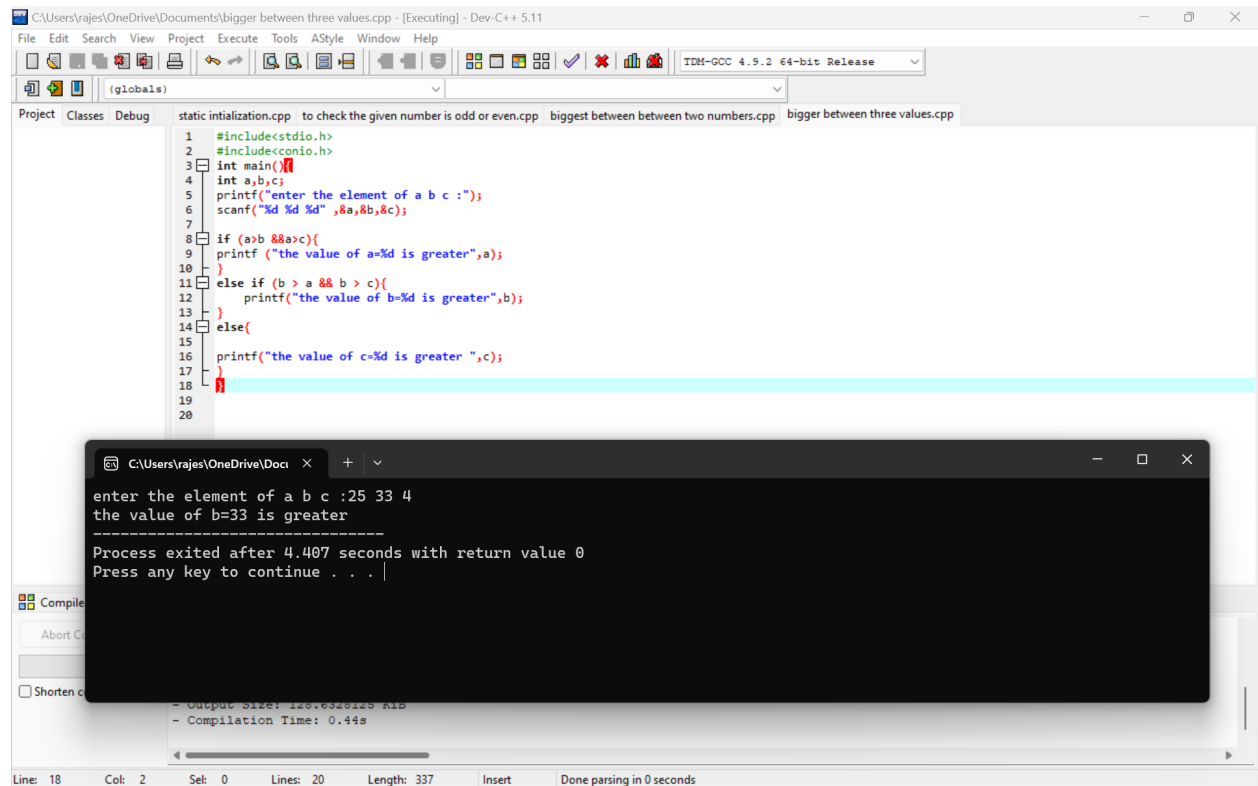 C:\Users\rajes\OneDrive\Documents\bigger between three values.cpp - [Executing] - Dev-C++ 5.11
File Edit Search View Project Execute Tools AStyle Window Help
TDM-GCC 4.9.2 64-bit Release
(globals)
Project Classes Debug
static intialization.cpp to check the given number is odd or even.cpp biggest between between two numbers.cpp bigger between three values.cpp
1 #include<stdio.h>
2 #include<conio.h>
3 int main(){
4 int a,b,c;
5 printf("enter the element of a b c :");
6 scanf("%d %d %d" ,&a,&b,&c);
7
8 if (a>b &&a>c){
9 printf ("the value of a=%d is greater",a);
10 }
11 else if (b > a && b > c){
12 printf("the value of b=%d is greater",b);
13 }
14 else{
15
16 printf("the value of c=%d is greater ",c);
17 }
18 }
19
20
C:\Users\rajes\OneDrive\Docu
enter the element of a b c :25 33 4
the value of b=33 is greater
--------------------------------
Process exited after 4.407 seconds with return value 0
Press any key to continue . . .
Compile
Abort Co
Shorten c
- Output Size: 128.6328125 KiB
- Compilation Time: 0.44s
Line: 18 Col: 2 Sel: 0 Lines: 20 Length: 337 Insert Done parsing in 0 seconds